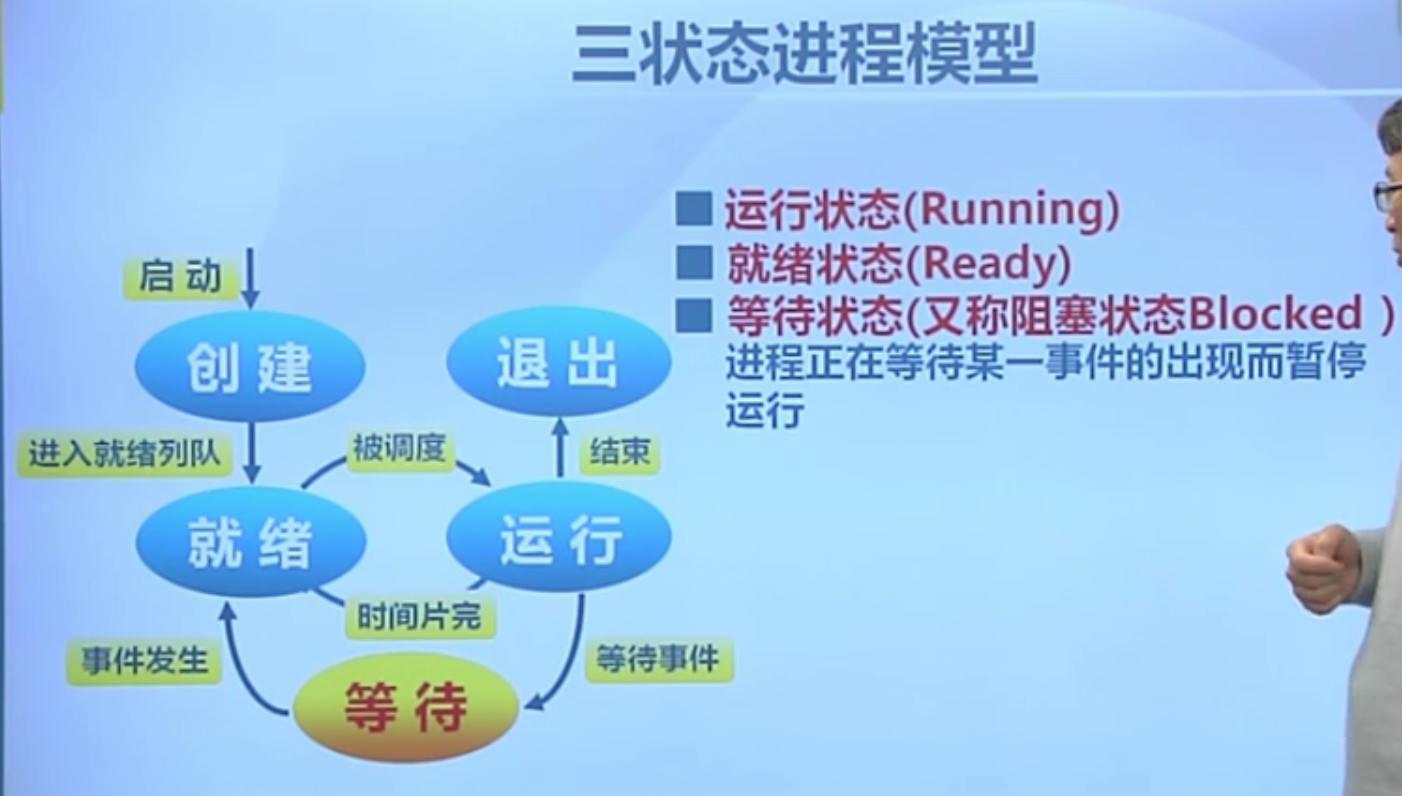 三状态进程模型
运行状态(Running)
就绪状态(Ready)
等待状态(又称阻塞状态Blocked )
进程正在等待某一事件的出现而暂停
运行
启 动
创 建
退 出
进入就绪列队
被调度
结束
就 绪
运 行
时间片完
事件发生
等待事件
等 待